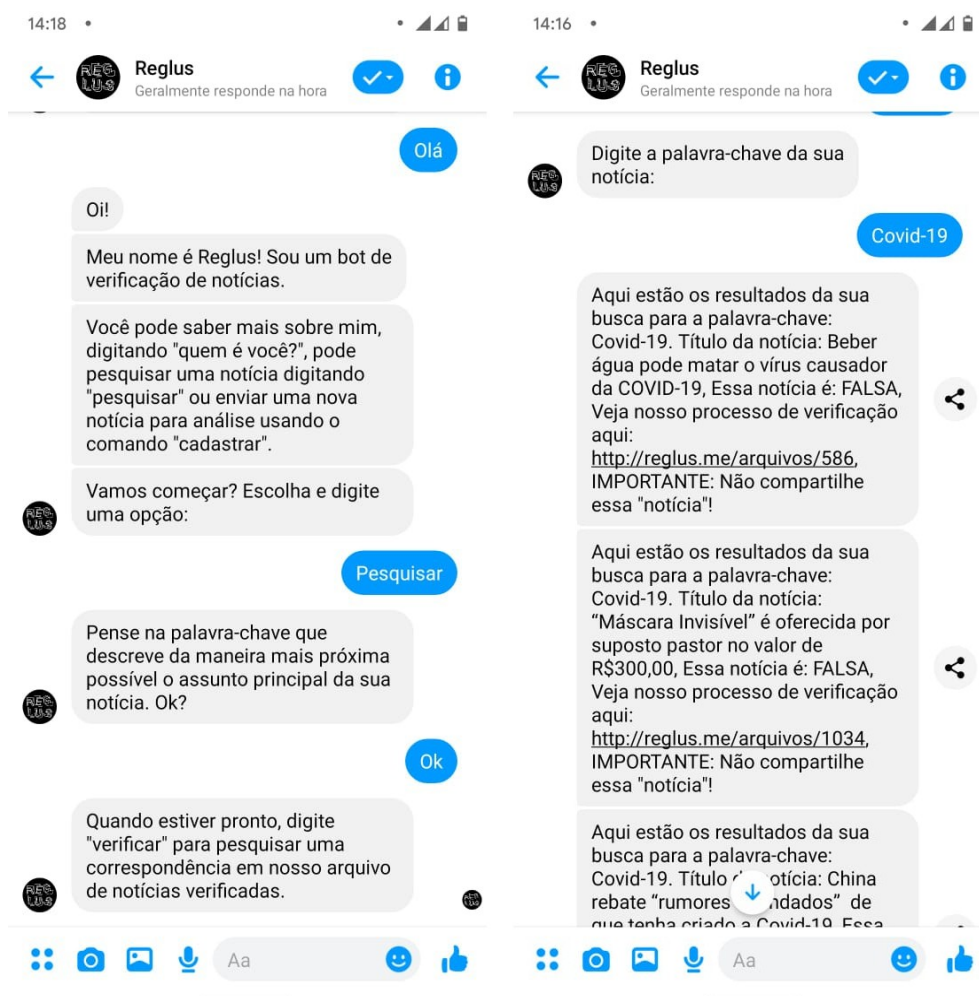 14:18
Reglus
Geralmente responde na hora
Olá
Oi!
Meu nome é Reglus! Sou um bot de
verificação de notícias.
Você pode saber mais sobre mim,
digitando "quem é você?", pode
pesquisar uma notícia digitando
"pesquisar" ou enviar uma nova
notícia para análise usando o
comando "cadastrar".
Vamos começar? Escolha e digite
uma opção:
REG
LUS
Pesquisar
Pense na palavra-chave que
descreve da maneira mais próxima
possível o assunto principal da sua
notícia. Ok?
Ok
Quando estiver pronto, digite
"verificar" para pesquisar uma
correspondência em nosso arquivo
de notícias verificadas.
Aa
14:16
Reglus
Geralmente responde na hora
Digite a palavra-chave da sua
notícia:
Covid-19
Aqui estão os resultados da sua
busca para a palavra-chave:
Covid-19. Título da notícia: Beber
água pode matar o vírus causador
da COVID-19, Essa notícia é: FALSA,
Veja nosso processo de verificação
aqui:
http://reglus.me/arquivos/586,
IMPORTANTE: Não compartilhe
essa "notícia"!
Aqui estão os resultados da sua
busca para a palavra-chave:
Covid-19. Título da notícia:
“Máscara Invisível” é oferecida por
suposto pastor no valor de
R$300,00, Essa notícia é: FALSA,
Veja nosso processo de verificação
aqui:
http://reglus.me/arquivos/1034,
IMPORTANTE: Não compartilhe
essa "notícia"!
Aqui estão os resultados da sua
busca para a palavra-chave:
Covid-19. Título notícia: China
rebate “rumores de
que tenha criado a Covid-19, Essa
Aa